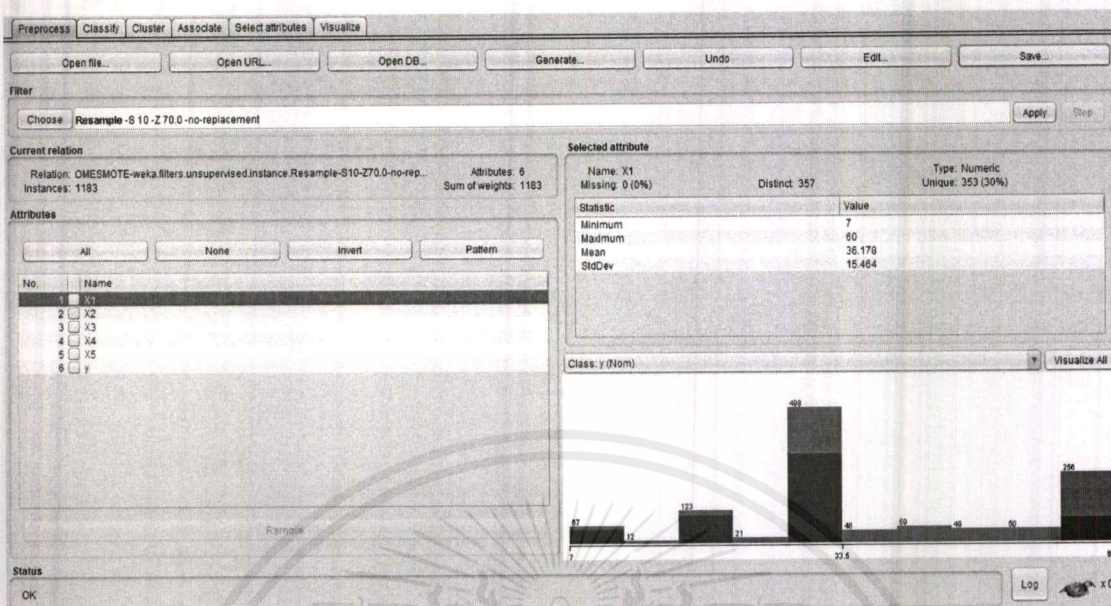 Preprocess Classify Cluster Associate Select attributes Visualize
Open file... Open URL... Open DB... Generate... Undo Edit... Save...
Filter
Choose Resample -S 10 -Z 70.0 -no-replacement Apply Stop
Current relation
Relation: OMESMOTE-weka.filters.unsupervised.instance.Resample-S10-Z70.0-no-rep... Attributes: 6
Instances: 1183 Sum of weights: 1183
Attributes
All None Invert Pattern
No. Name
1 X1
2 X2
3 X3
4 X4
5 X5
6 y
Remove
Selected attribute
Name: X1 Type: Numeric
Missing: 0 (0%) Distinct: 357 Unique: 353 (30%)
Statistic Value
Minimum 7
Maximum 60
Mean 36.178
StdDev 15.464
Class: y (Nom) Visualize All
67 12 123 21 498 40 69 40 50 256
7 33.5
Status
OK
Log x 0